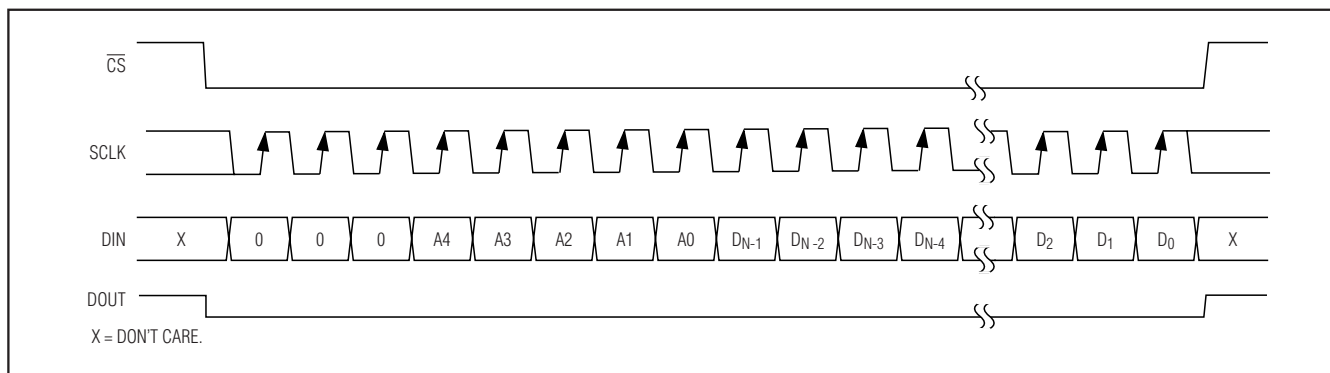 C̅S̅
SCLK
DIN X 0 0 0 A4 A3 A2 A1 A0 DN-1 DN-2 DN-3 DN-4 D2 D1 D0 X
DOUT
X = DON'T CARE.